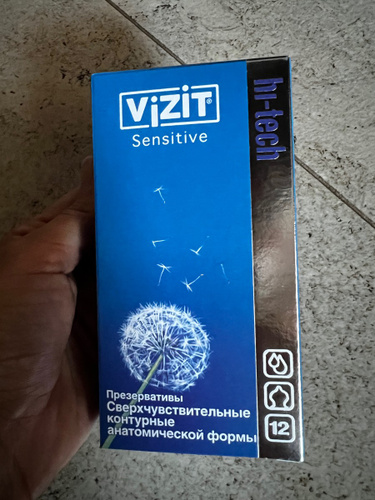 ViZiT®
Sensitive
hi-tech
Презервативы
Сверхчувствительные
контурные
анатомической формы
12